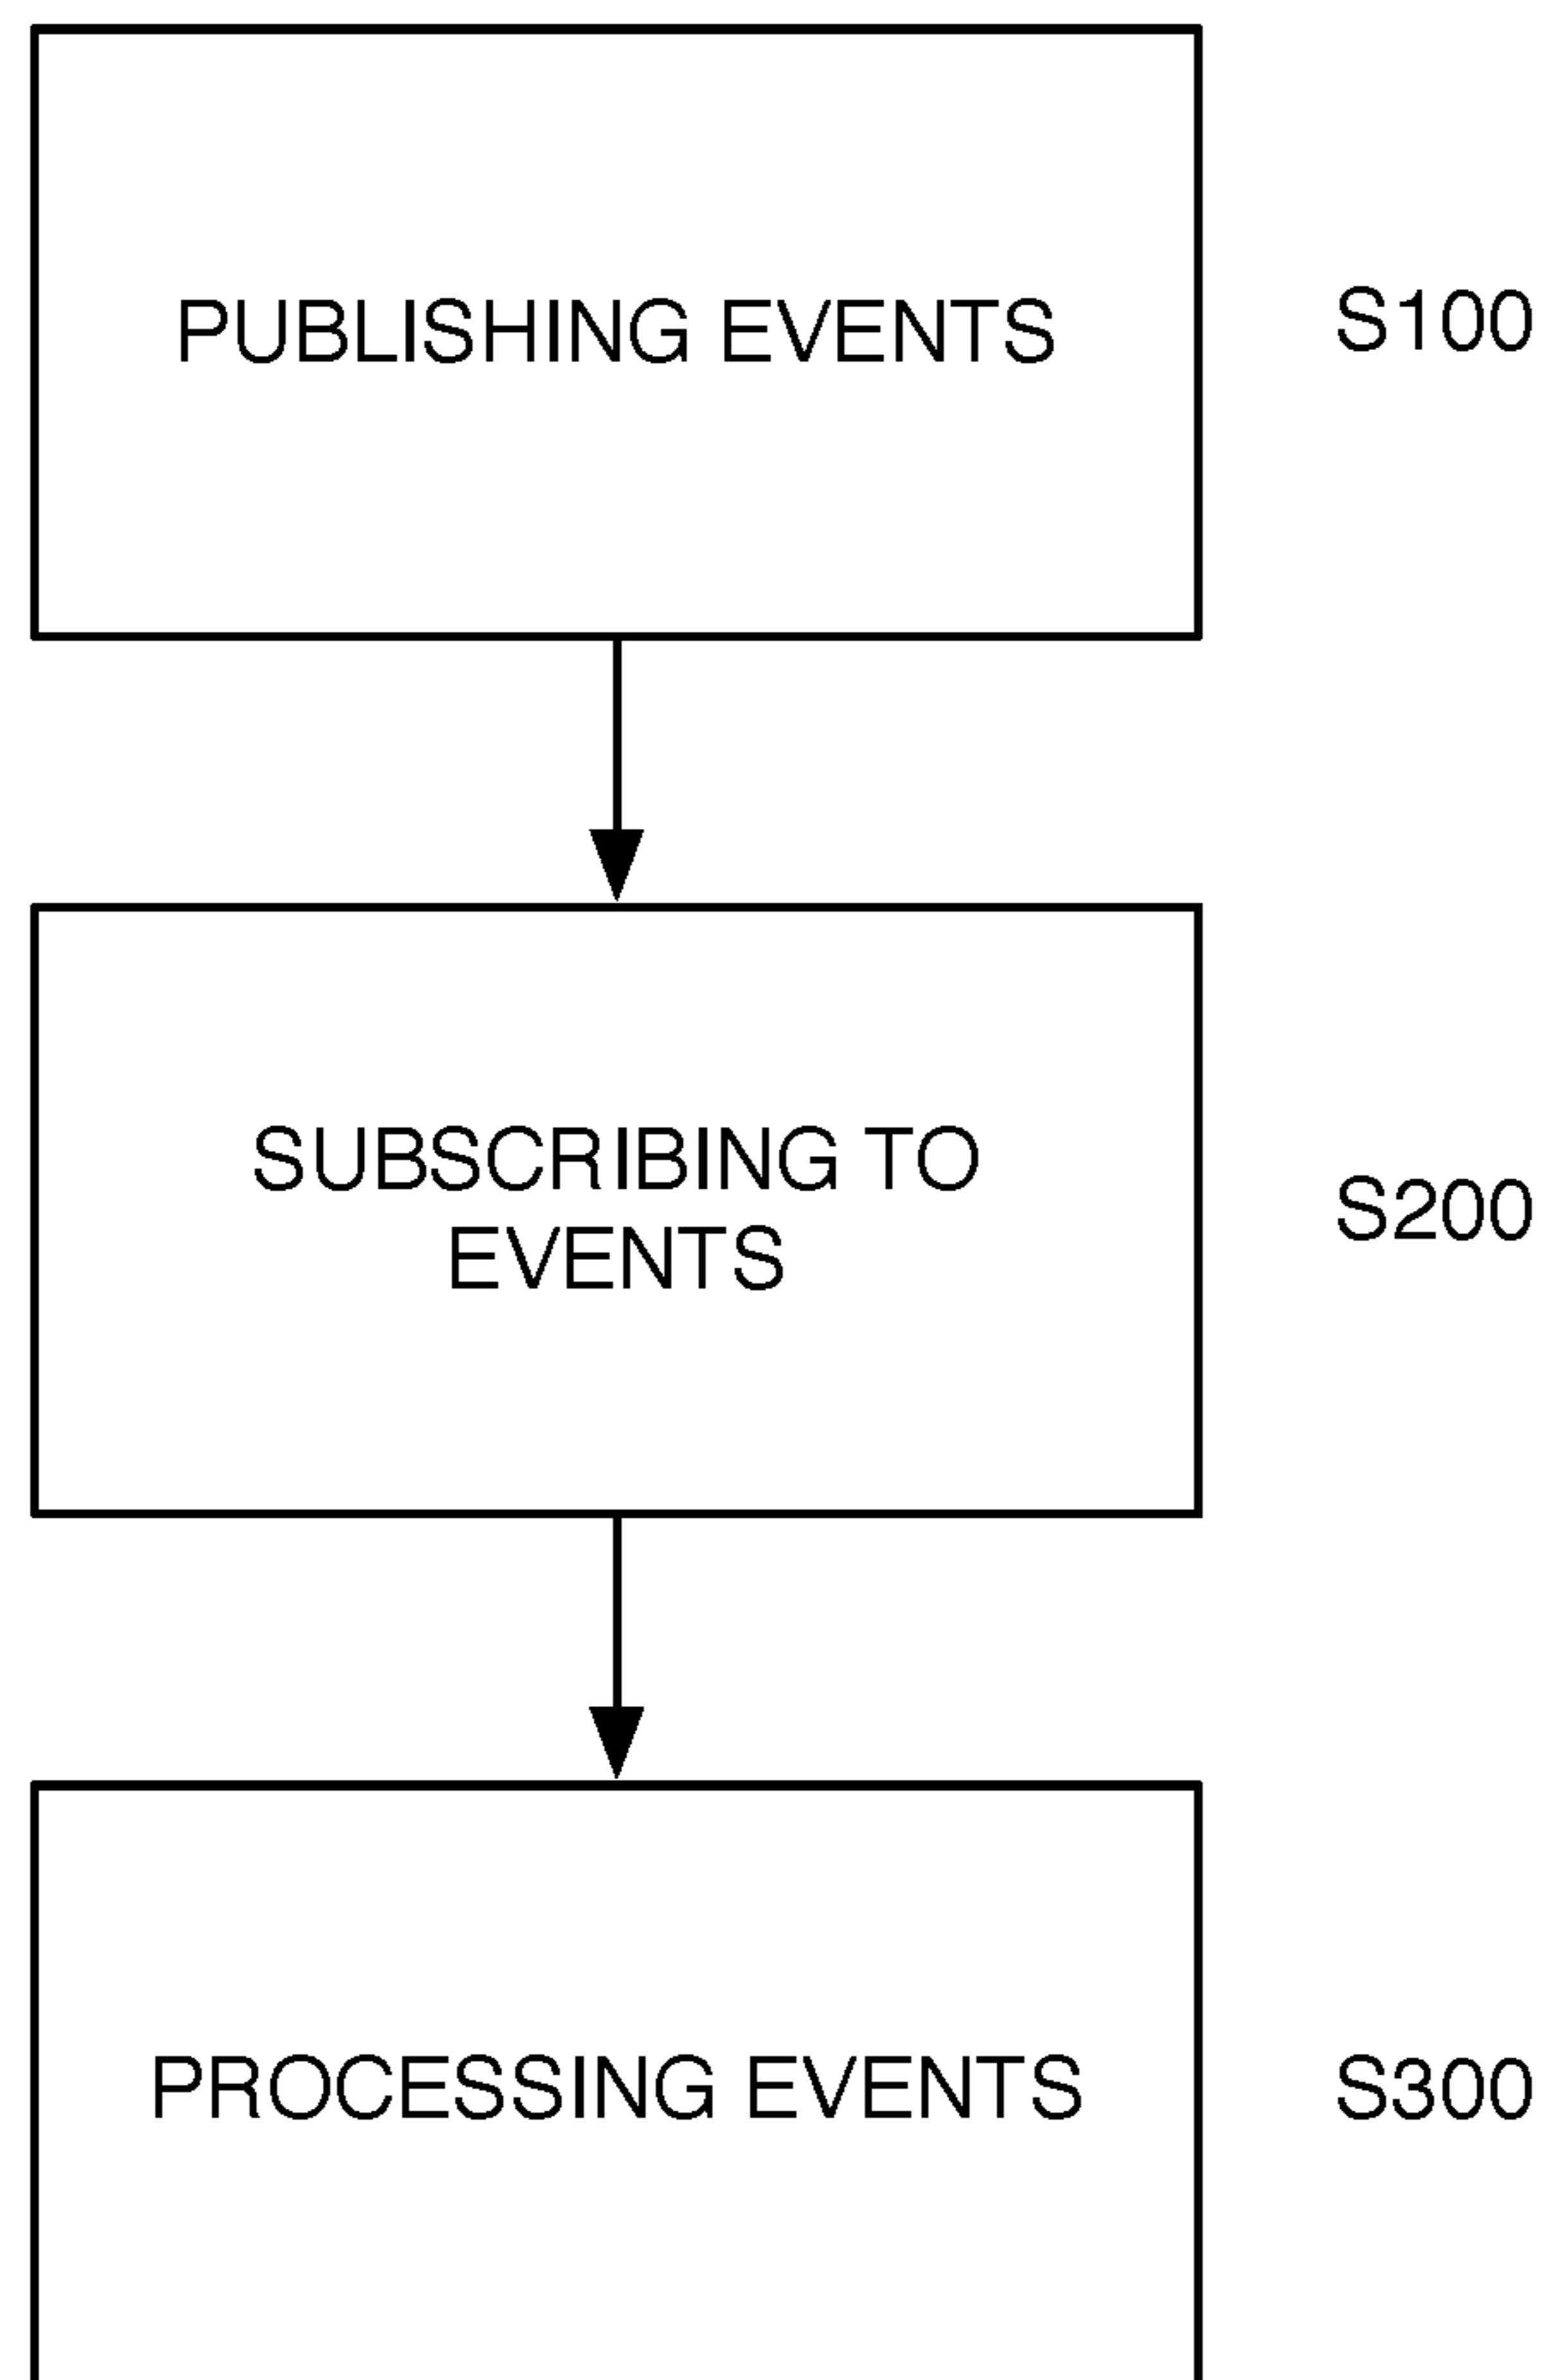 PUBLISHING EVENTS
S100
SUBSCRIBING TO
EVENTS
S200
PROCESSING EVENTS
S300